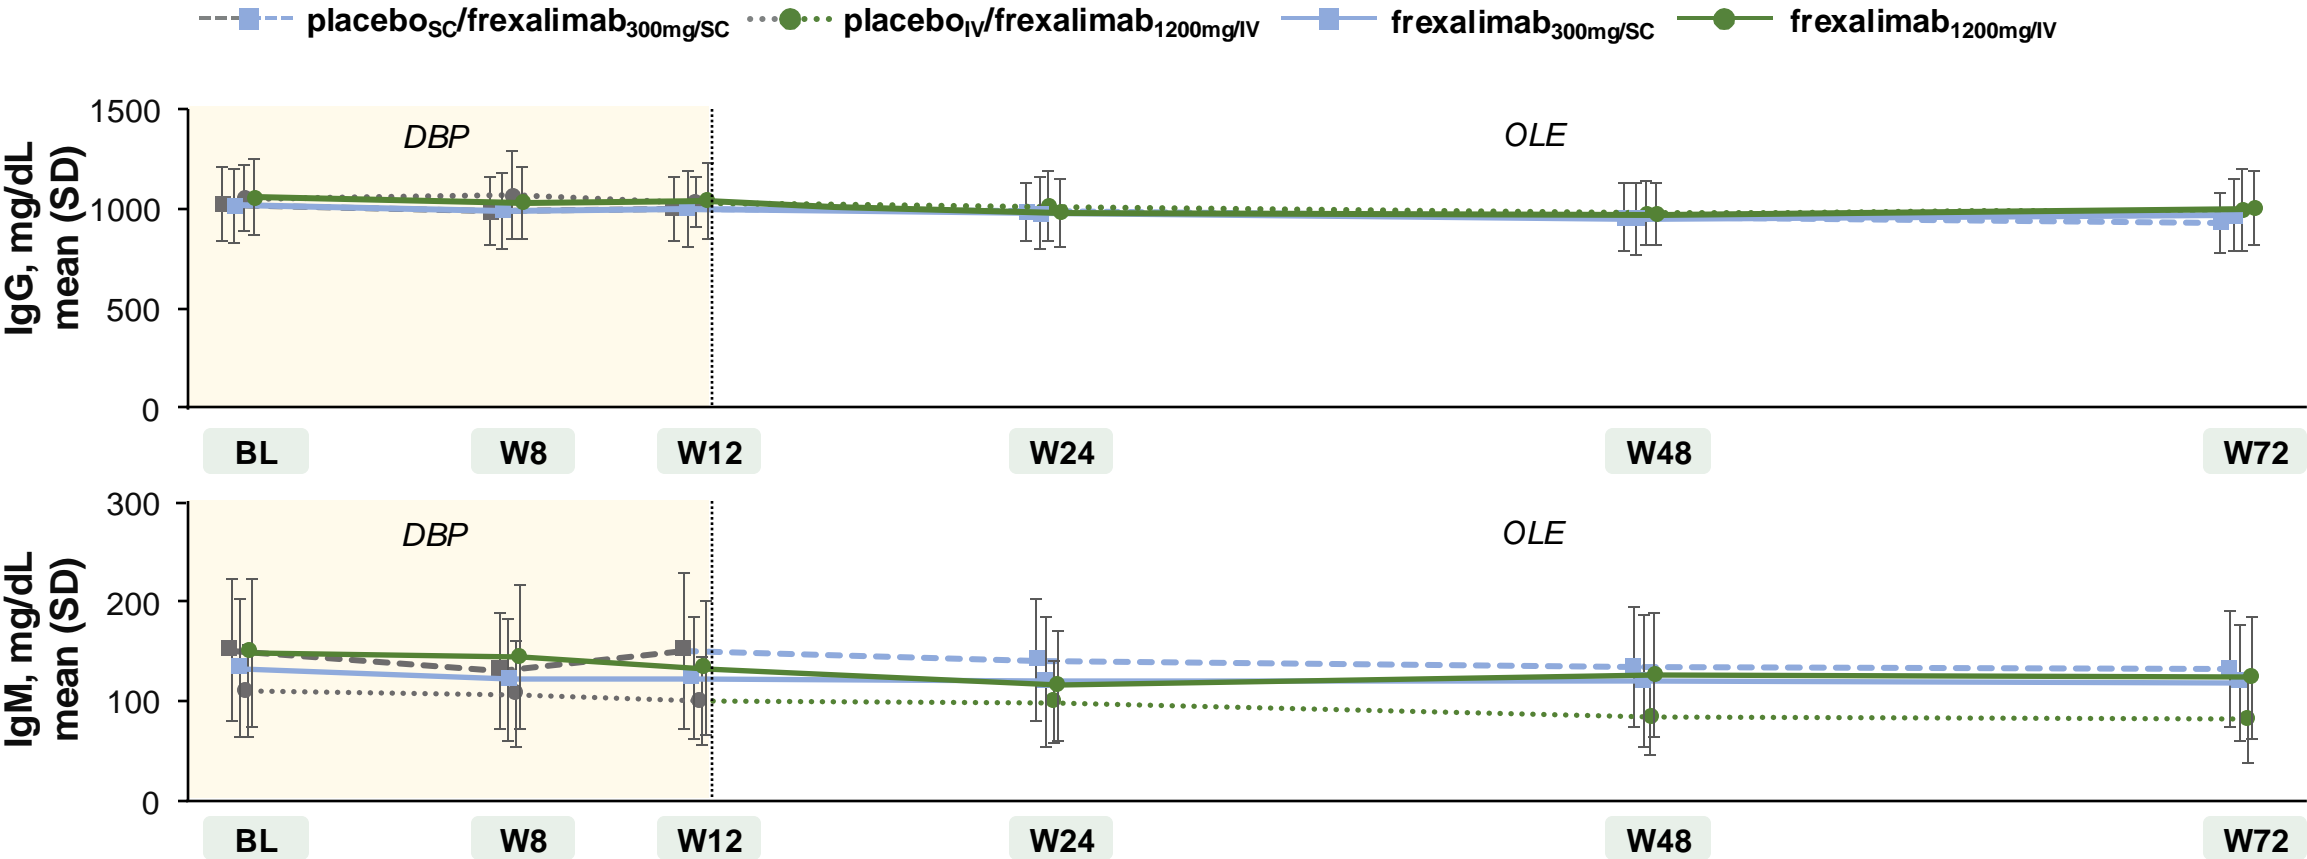 placeboSC/frexalimab300mg/SC placeboIV/frexalimab1200mg/IV frexalimab300mg/SC frexalimab1200mg/IV
IgG, mg/dL
mean (SD)
1500
1000
500
0
DBP OLE
BL W8 W12 W24 W48 W72
IgM, mg/dL
mean (SD)
300
200
100
0
DBP OLE
BL W8 W12 W24 W48 W72